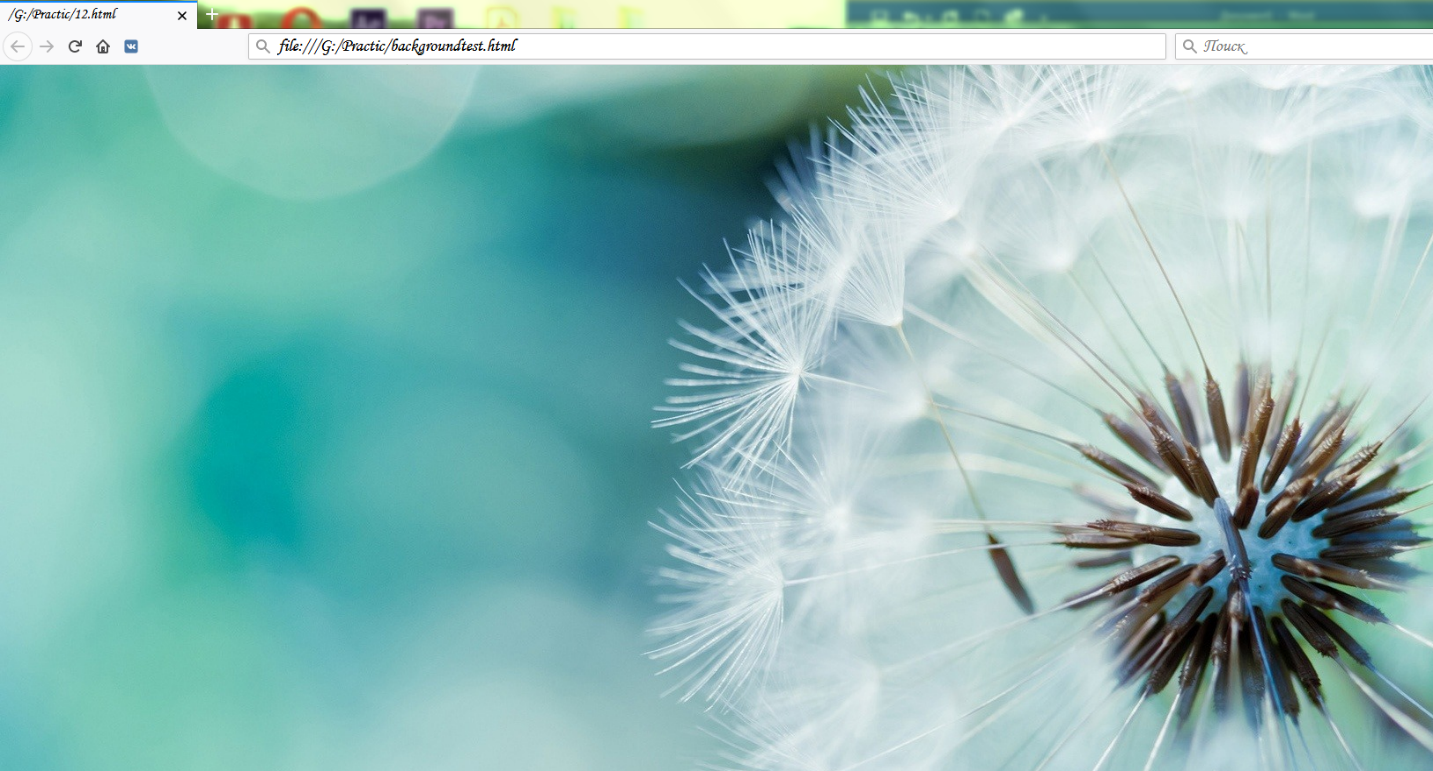 /G:/Practic/12.html
file:////G:/Practic/backgroundtest.html
Поиск